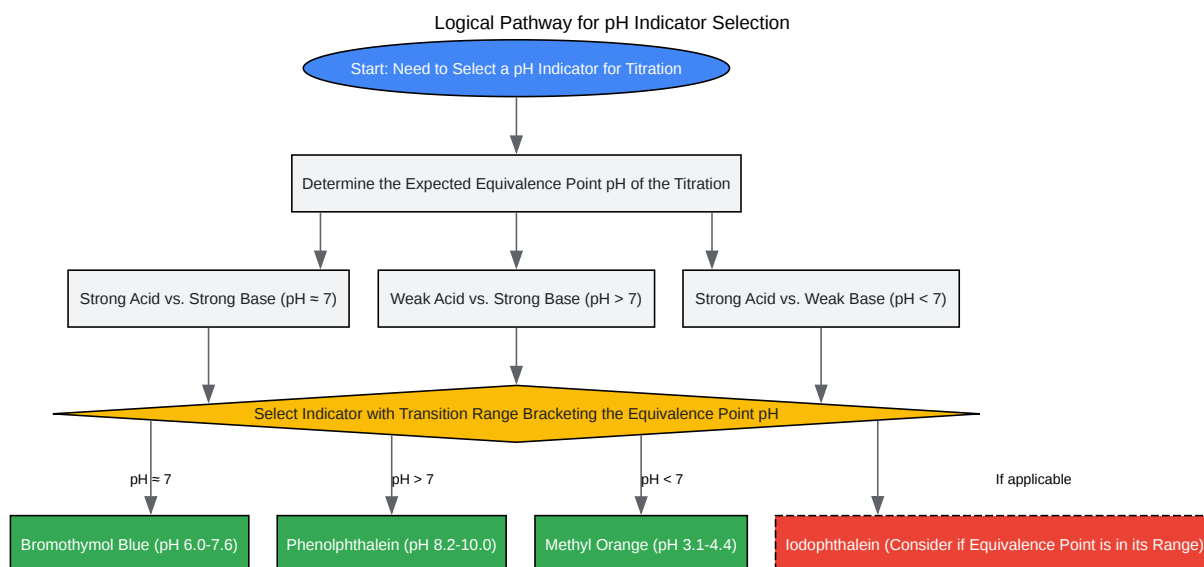 Logical Pathway for pH Indicator Selection
Start: Need to Select a pH Indicator for Titration
Determine the Expected Equivalence Point pH of the Titration
Strong Acid vs. Strong Base (pH ≈ 7)
Weak Acid vs. Strong Base (pH > 7)
Strong Acid vs. Weak Base (pH < 7)
Select Indicator with Transition Range Bracketing the Equivalence Point pH
pH ≈ 7
pH > 7
pH < 7
If applicable
Bromothymol Blue (pH 6.0-7.6)
Phenolphthalein (pH 8.2-10.0)
Methyl Orange (pH 3.1-4.4)
Iodophthalein (Consider if Equivalence Point is in its Range)